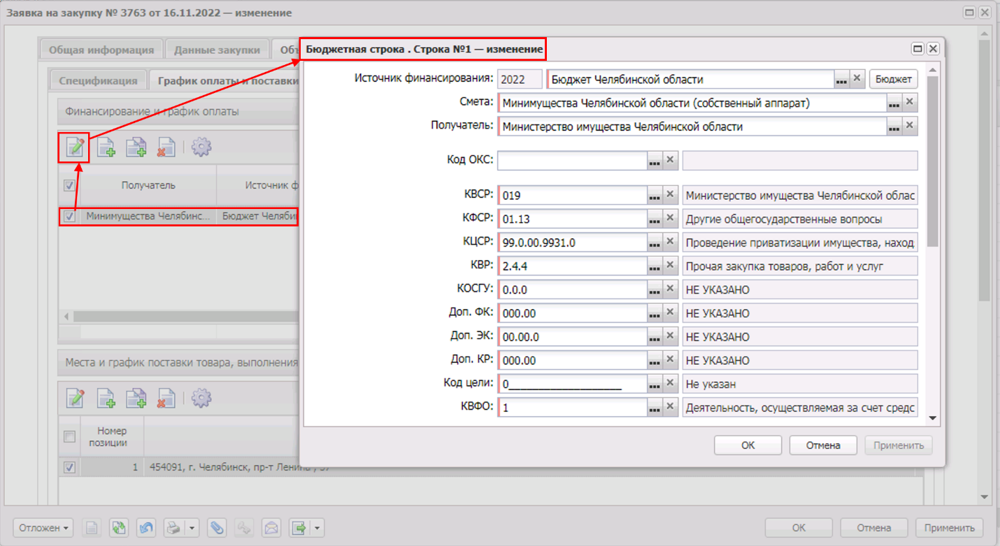 Заявка на закупку № 3763 от 16.11.2022 — изменение
Общая информация
Данные закупки
Объ
Спецификация
График оплаты и поставки
Финансирование и график оплаты
Получатель
Источник ф
Минимущества Челябинс...
Бюджет Челяби
Места и график поставки товара, выполнения
Номер
позиции
1
454091, г. Челябинск, пр-т Ленина , 57
Бюджетная строка . Строка №1 — изменение
Источник финансирования: 2022 Бюджет Челябинской области ... Бюджет
Смета: Минимущества Челябинской области (собственный аппарат) ...
Получатель: Министерство имущества Челябинской области ...
Код ОКС: ...
КВСР: 019 ... Министерство имущества Челябинской облас
КФСР: 01.13 ... Другие общегосударственные вопросы
КЦСР: 99.0.00.9931.0 ... Проведение приватизации имущества, наход
КВР: 2.4.4 ... Прочая закупка товаров, работ и услуг
КОСГУ: 0.0.0 ... НЕ УКАЗАНО
Доп. ФК: 000.00 ... НЕ УКАЗАНО
Доп. ЭК: 00.00.0 ... НЕ УКАЗАНО
Доп. КР: 000.00 ... НЕ УКАЗАНО
Код цели: 0___________________ ... Не указан
КВФО: 1 ... Деятельность, осуществляемая за счет средс
ОК
Отмена
Применить
Отложен
ОК
Отмена
Применить